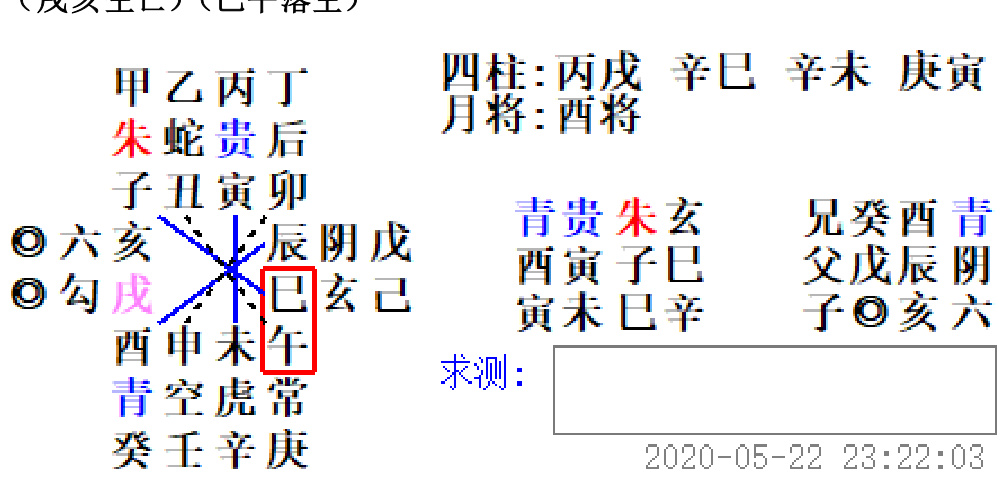 （戌亥空亡）（巳午落空）
四柱：丙戌 辛巳 辛未 庚寅
月将：酉将
甲乙丙丁
朱蛇贵后
子丑寅卯
◎六亥 辰阴戊
◎勾戌 巳玄己
酉申未午
青空虎常
癸壬辛庚
青贵朱玄 兄癸酉青
酉寅子巳 父戊辰阴
寅未巳辛 子◎亥六
求测：
2020-05-22 23:22:03